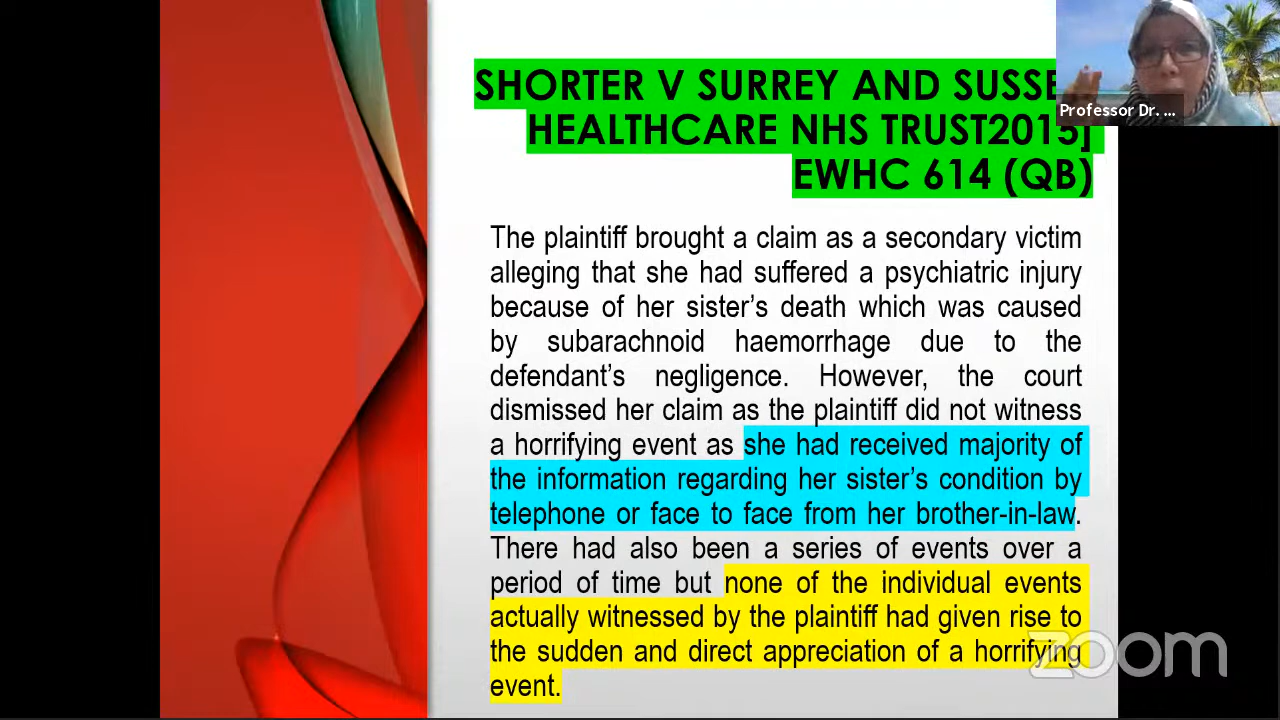 SHORTER V SURREY AND SUSSE
HEALTHCARE NHS TRUST2015]
EWHC 614 (QB)
Professor Dr. ...
The plaintiff brought a claim as a secondary victim
alleging that she had suffered a psychiatric injury
because of her sister's death which was caused
by subarachnoid haemorrhage due to the
defendant's negligence. However, the court
dismissed her claim as the plaintiff did not witness
a horrifying event as she had received majority of
the information regarding her sister's condition by
telephone or face to face from her brother-in-law.
There had also been a series of events over a
period of time but none of the individual events
actually witnessed by the plaintiff had given rise to
the sudden and direct appreciation of a horrifying
event.
zoom